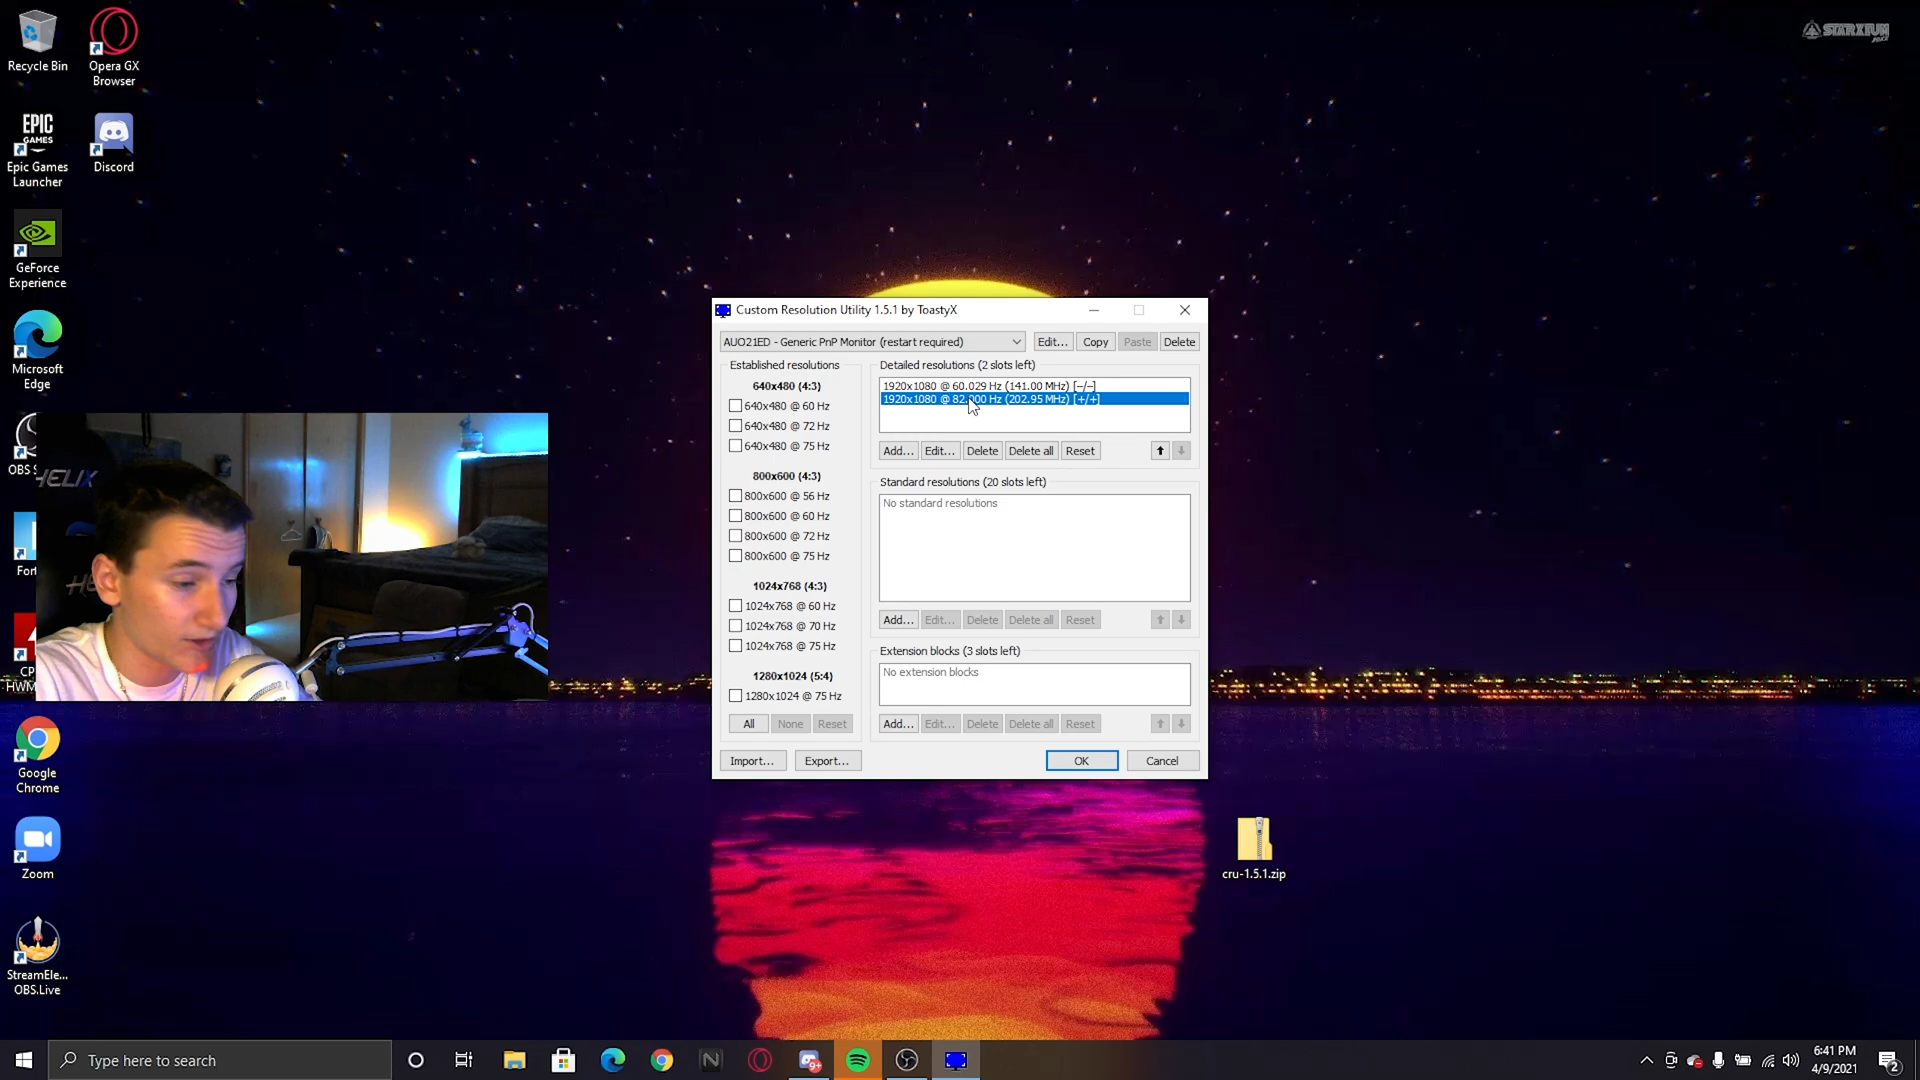 Recycle Bin
Opera GX
Browser
EPIC
GAMES
Epic Games
Launcher
Discord
GeForce
Experience
Microsoft
Edge
OBS S
Fort
CP
HWM
Google
Chrome
Zoom
StreamEle...
OBS.Live
HELIX
STARXEUM
Custom Resolution Utility 1.5.1 by ToastyX
AUO21ED - Generic PnP Monitor (restart required)
Edit...
Copy
Paste
Delete
Established resolutions
640x480 (4:3)
640x480 @ 60 Hz
640x480 @ 72 Hz
640x480 @ 75 Hz
800x600 (4:3)
800x600 @ 56 Hz
800x600 @ 60 Hz
800x600 @ 72 Hz
800x600 @ 75 Hz
1024x768 (4:3)
1024x768 @ 60 Hz
1024x768 @ 70 Hz
1024x768 @ 75 Hz
1280x1024 (5:4)
1280x1024 @ 75 Hz
All
None
Reset
Detailed resolutions (2 slots left)
1920x1080 @ 60.029 Hz (141.00 MHz) [-/-]
1920x1080 @ 82.000 Hz (202.95 MHz) [+/+]
Add...
Edit...
Delete
Delete all
Reset
Standard resolutions (20 slots left)
No standard resolutions
Add...
Edit...
Delete
Delete all
Reset
Extension blocks (3 slots left)
No extension blocks
Add...
Edit...
Delete
Delete all
Reset
Import...
Export...
OK
Cancel
cru-1.5.1.zip
Type here to search
9+
6:41 PM
4/9/2021
2